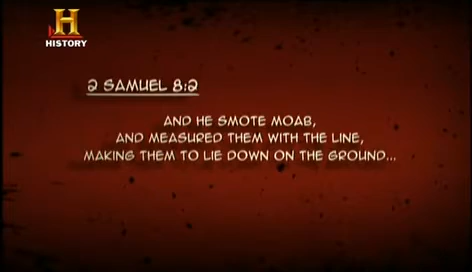 H
HISTORY
2 SAMUEL 8:2
AND HE SMOTE MOAB,
AND MEASURED THEM WITH THE LINE,
MAKING THEM TO LIE DOWN ON THE GROUND...